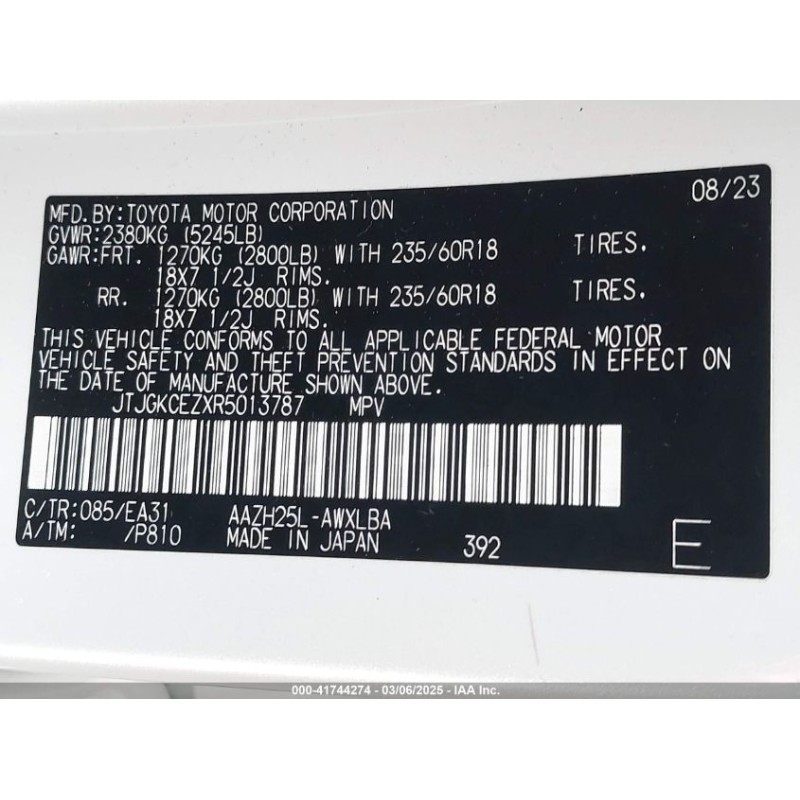 08/23
MFD.BY:TOYOTA MOTOR CORPORATION
GVWR:2380KG (5245LB)
GAWR:FRT. 1270KG (2800LB) WITH 235/60R18 TIRES.
18X7 1/2J RIMS.
RR. 1270KG (2800LB) WITH 235/60R18 TIRES.
18X7 1/2J RIMS.
THIS VEHICLE CONFORMS TO ALL APPLICABLE FEDERAL MOTOR
VEHICLE SAFETY AND THEFT PREVENTION STANDARDS IN EFFECT ON
THE DATE OF MANUFACTURE SHOWN ABOVE.
JTJGKCEZXR5013787 MPV
C/TR:085/EA31 AAZH25L-AWXLBA
A/TM: /P810 MADE IN JAPAN 392 E
000-41744274 - 03/06/2025 - IAA Inc.